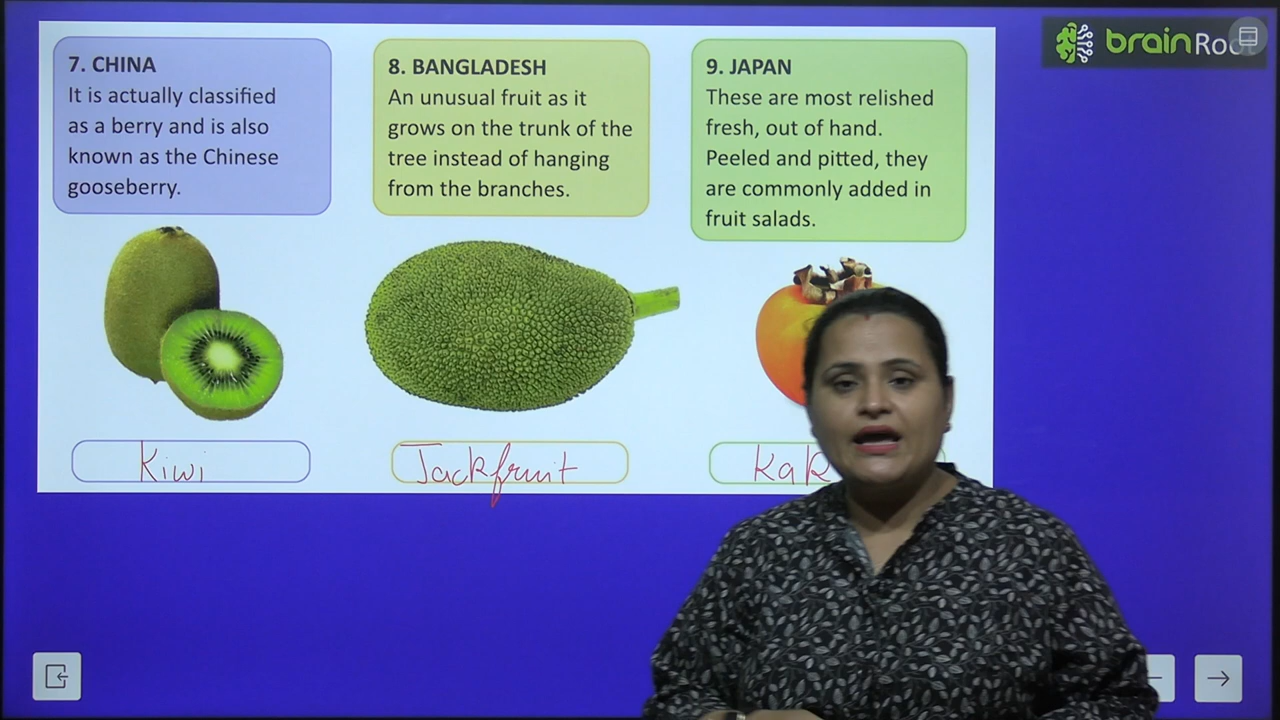 brainRoo
7. CHINA
It is actually classified
as a berry and is also
known as the Chinese
gooseberry.
8. BANGLADESH
An unusual fruit as it
grows on the trunk of the
tree instead of hanging
from the branches.
9. JAPAN
These are most relished
fresh, out of hand.
Peeled and pitted, they
are commonly added in
fruit salads.
Kiwi
Jackfruit
Kak